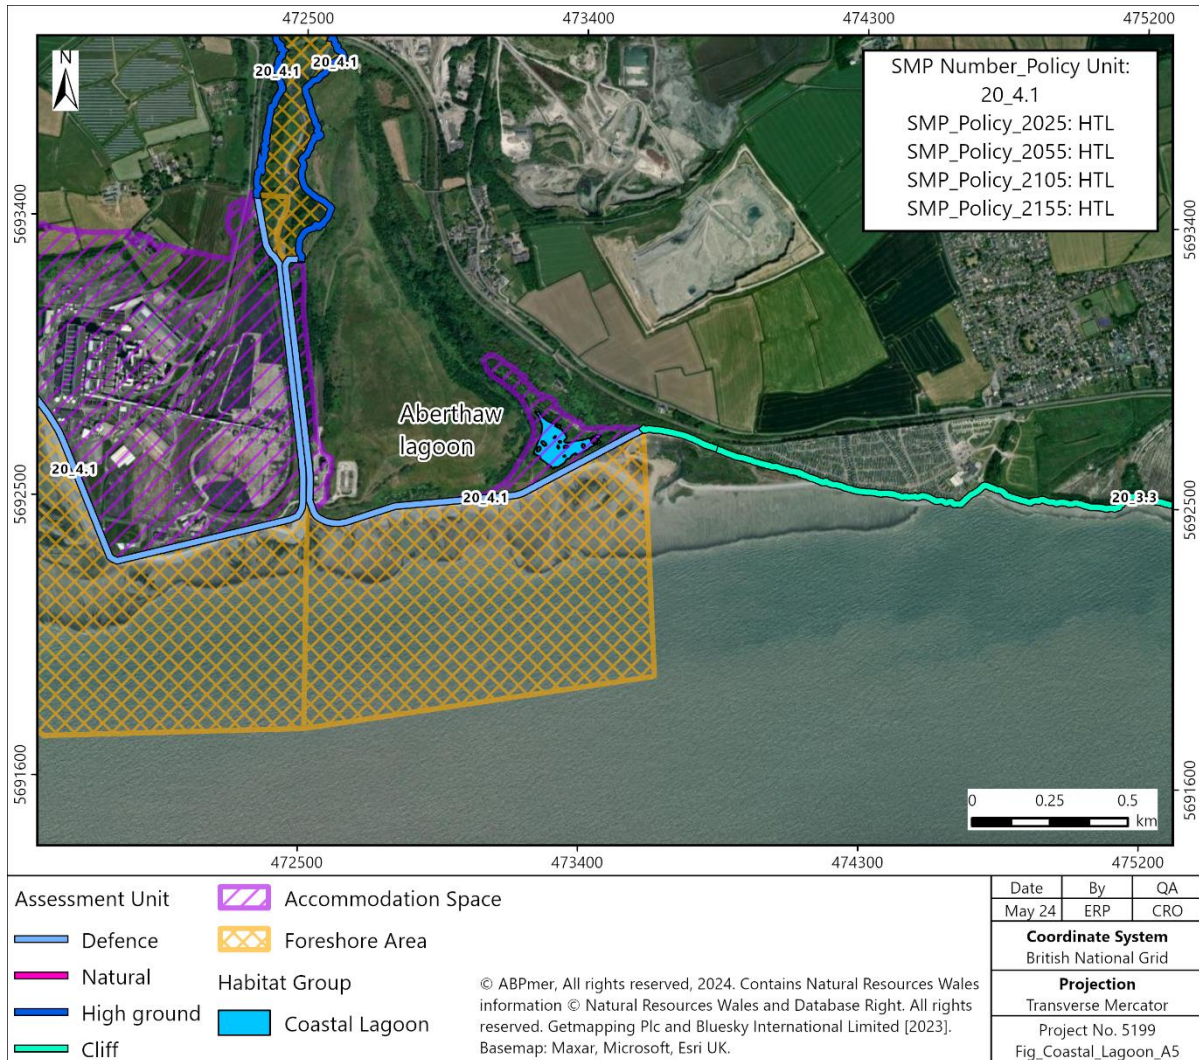 472500
473400
474300
475200
N
20_4.1
20_4.1
SMP Number_Policy Unit:
20_4.1
SMP_Policy_2025: HTL
SMP_Policy_2055: HTL
SMP_Policy_2105: HTL
SMP_Policy_2155: HTL
5693400
5693400
Aberthaw
lagoon
20_4.1
20_4.1
20_3.3
5692500
5692500
5691600
5691600
0 0.25 0.5
km
472500
473400
474300
475200
Assessment Unit
Defence
Natural
High ground
Cliff
Accommodation Space
Foreshore Area
Habitat Group
Coastal Lagoon
© ABPmer, All rights reserved, 2024. Contains Natural Resources Wales
information © Natural Resources Wales and Database Right. All rights
reserved. Getmapping Plc and Bluesky International Limited [2023].
Basemap: Maxar, Microsoft, Esri UK.
Date By QA
May 24 ERP CRO
Coordinate System
British National Grid
Projection
Transverse Mercator
Project No. 5199
Fig_Coastal_Lagoon_A5